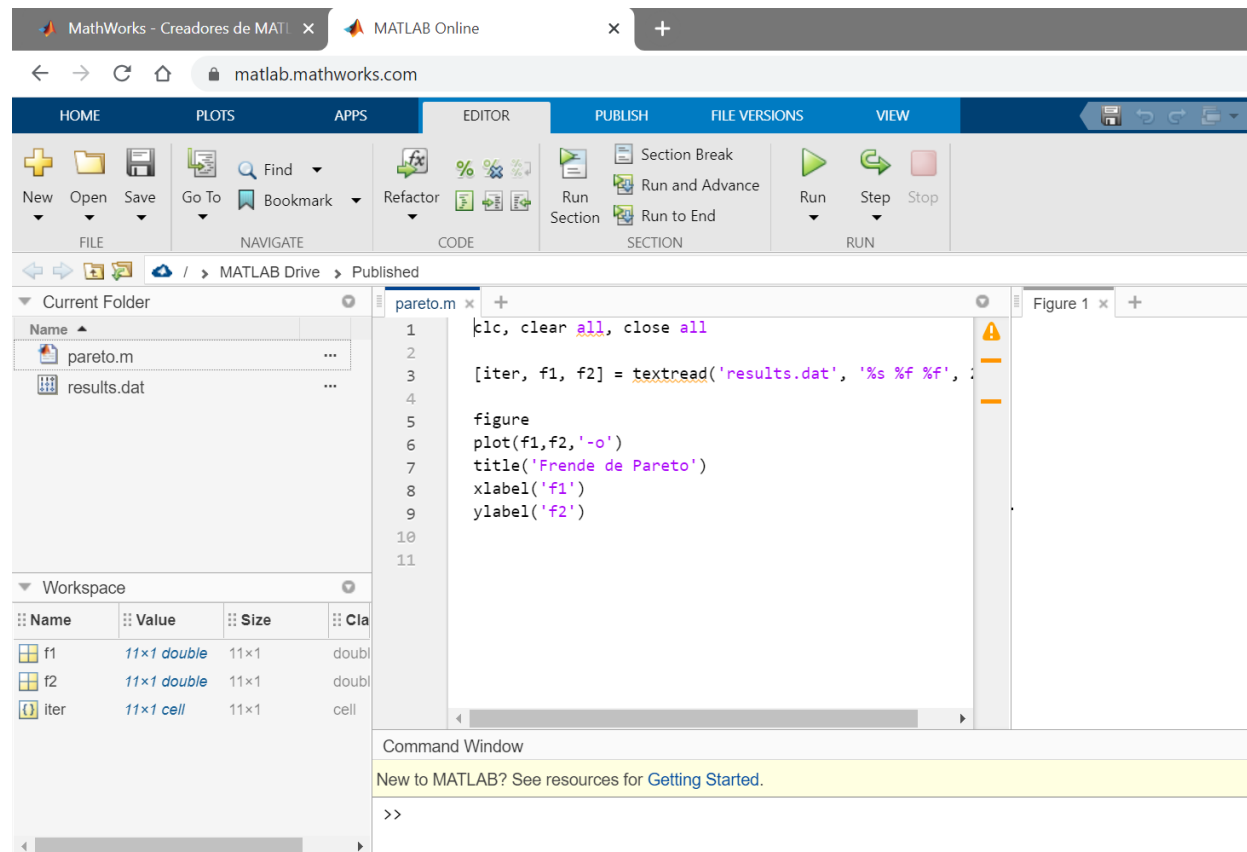 MathWorks - Creadores de MATL
MATLAB Online
matlab.mathworks.com
HOME PLOTS APPS EDITOR PUBLISH FILE VERSIONS VIEW
New Open Save
FILE
Go To
Find
Bookmark
NAVIGATE
Refactor
CODE
Run Section
Section Break
Run and Advance
Run to End
SECTION
Run Step Stop
RUN
/ > MATLAB Drive > Published
Current Folder
Name
pareto.m
results.dat
pareto.m
1 clc, clear all, close all
2
3 [iter, f1, f2] = textread('results.dat', '%s %f %f',
4
5 figure
6 plot(f1,f2,'-o')
7 title('Frende de Pareto')
8 xlabel('f1')
9 ylabel('f2')
10
11
Figure 1
Workspace
Name Value Size Cla
f1 11×1 double 11×1 doubl
f2 11×1 double 11×1 doubl
iter 11×1 cell 11×1 cell
Command Window
New to MATLAB? See resources for Getting Started.
>>